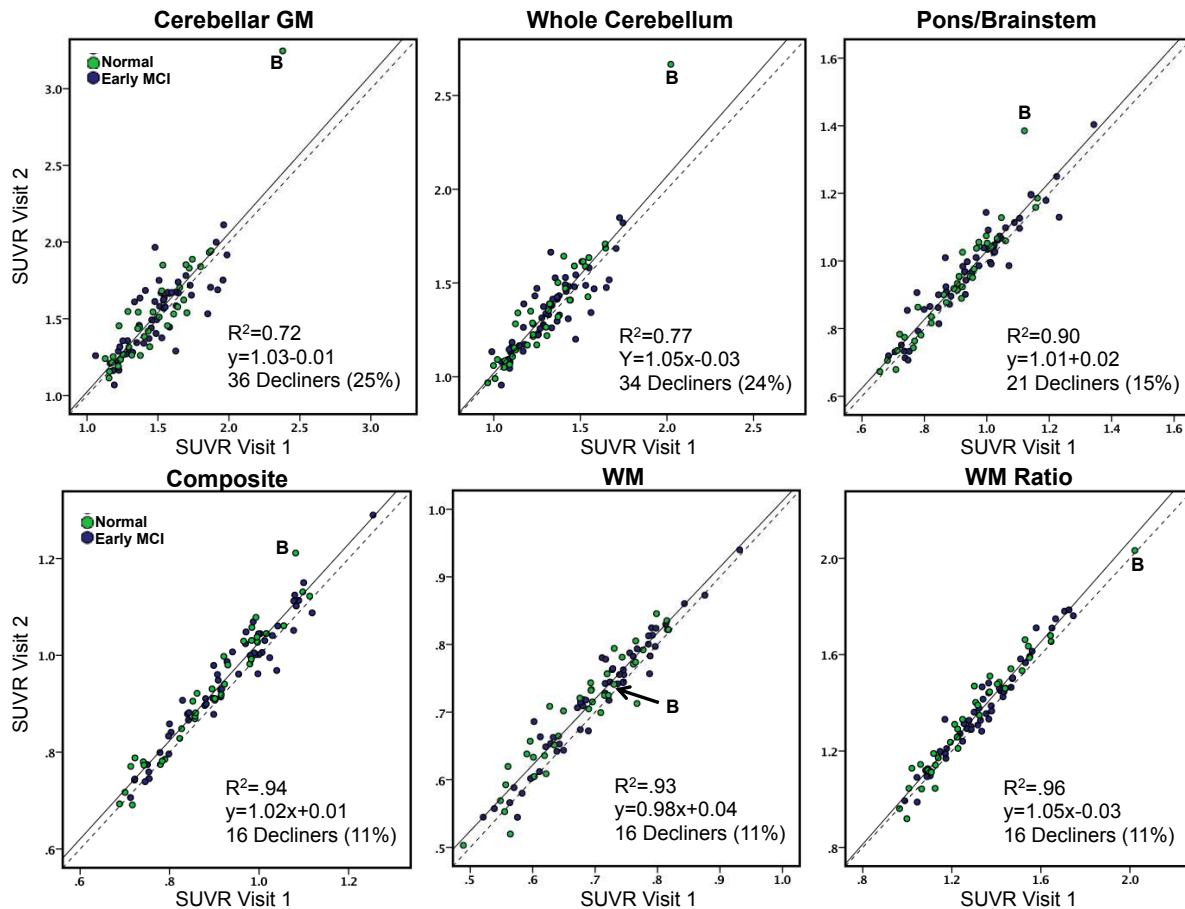 Cerebellar GM
Whole Cerebellum
Pons/Brainstem
Normal
Early MCI
B
B
B
SUVR Visit 2
3.0
2.5
2.0
1.5
1.0
2.5
2.0
1.5
1.0
1.6
1.4
1.2
1.0
.8
.6
R²=0.72
y=1.03-0.01
36 Decliners (25%)
R²=0.77
Y=1.05x-0.03
34 Decliners (24%)
R²=0.90
y=1.01+0.02
21 Decliners (15%)
1.0 1.5 2.0 2.5 3.0
1.0 1.5 2.0 2.5
.6 .8 1.0 1.2 1.4 1.6
SUVR Visit 1
SUVR Visit 1
SUVR Visit 1
Composite
WM
WM Ratio
Normal
Early MCI
B
B
B
SUVR Visit 2
1.2
1.0
.8
.6
1.0
.9
.8
.7
.6
.5
2.0
1.6
1.2
.8
R²=.94
y=1.02x+0.01
16 Decliners (11%)
R²=.93
y=0.98x+0.04
16 Decliners (11%)
R²=.96
y=1.05x-0.03
16 Decliners (11%)
.6 .8 1.0 1.2
.5 .6 .7 .8 .9 1.0
.8 1.2 1.6 2.0
SUVR Visit 1
SUVR Visit 1
SUVR Visit 1